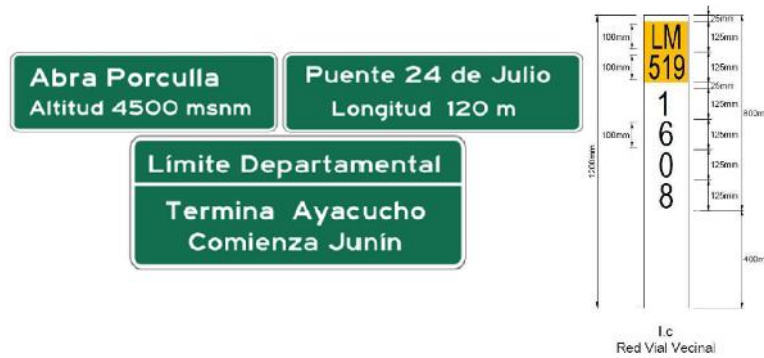 Abra Porculla
Altitud 4500 msnm
Puente 24 de Julio
Longitud 120 m
Límite Departamental
Termina Ayacucho
Comienza Junín
LM
519
1
6
0
8
100mm
100mm
100mm
1200mm
25mm
125mm
125mm
25mm
125mm
125mm
125mm
125mm
800m
400m
I.c
Red Vial Vecinal